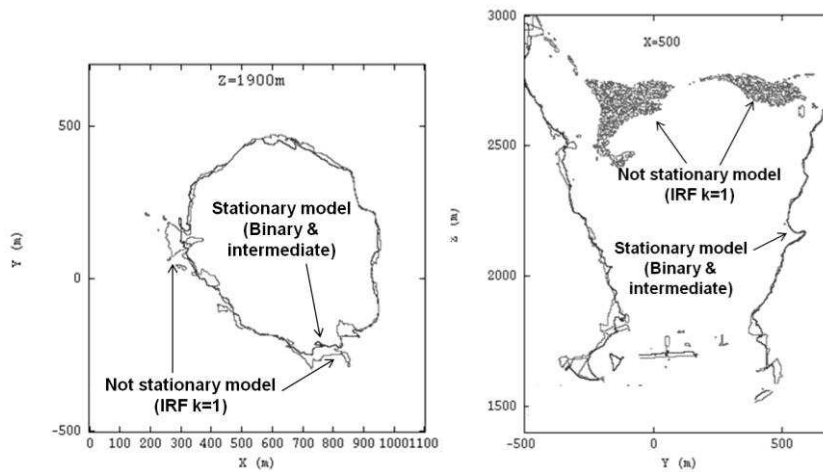 Z=1900m
500
0
-500
Y (m)
Stationary model
(Binary &
intermediate)
Not stationary model
(IRF k=1)
0 100 200 300 400 500 600 700 800 900 1000 1100
X (m)
3000
2500
2000
1500
Z (m)
X=500
Not stationary model
(IRF k=1)
Stationary model
(Binary &
intermediate)
-500 0 500
Y (m)